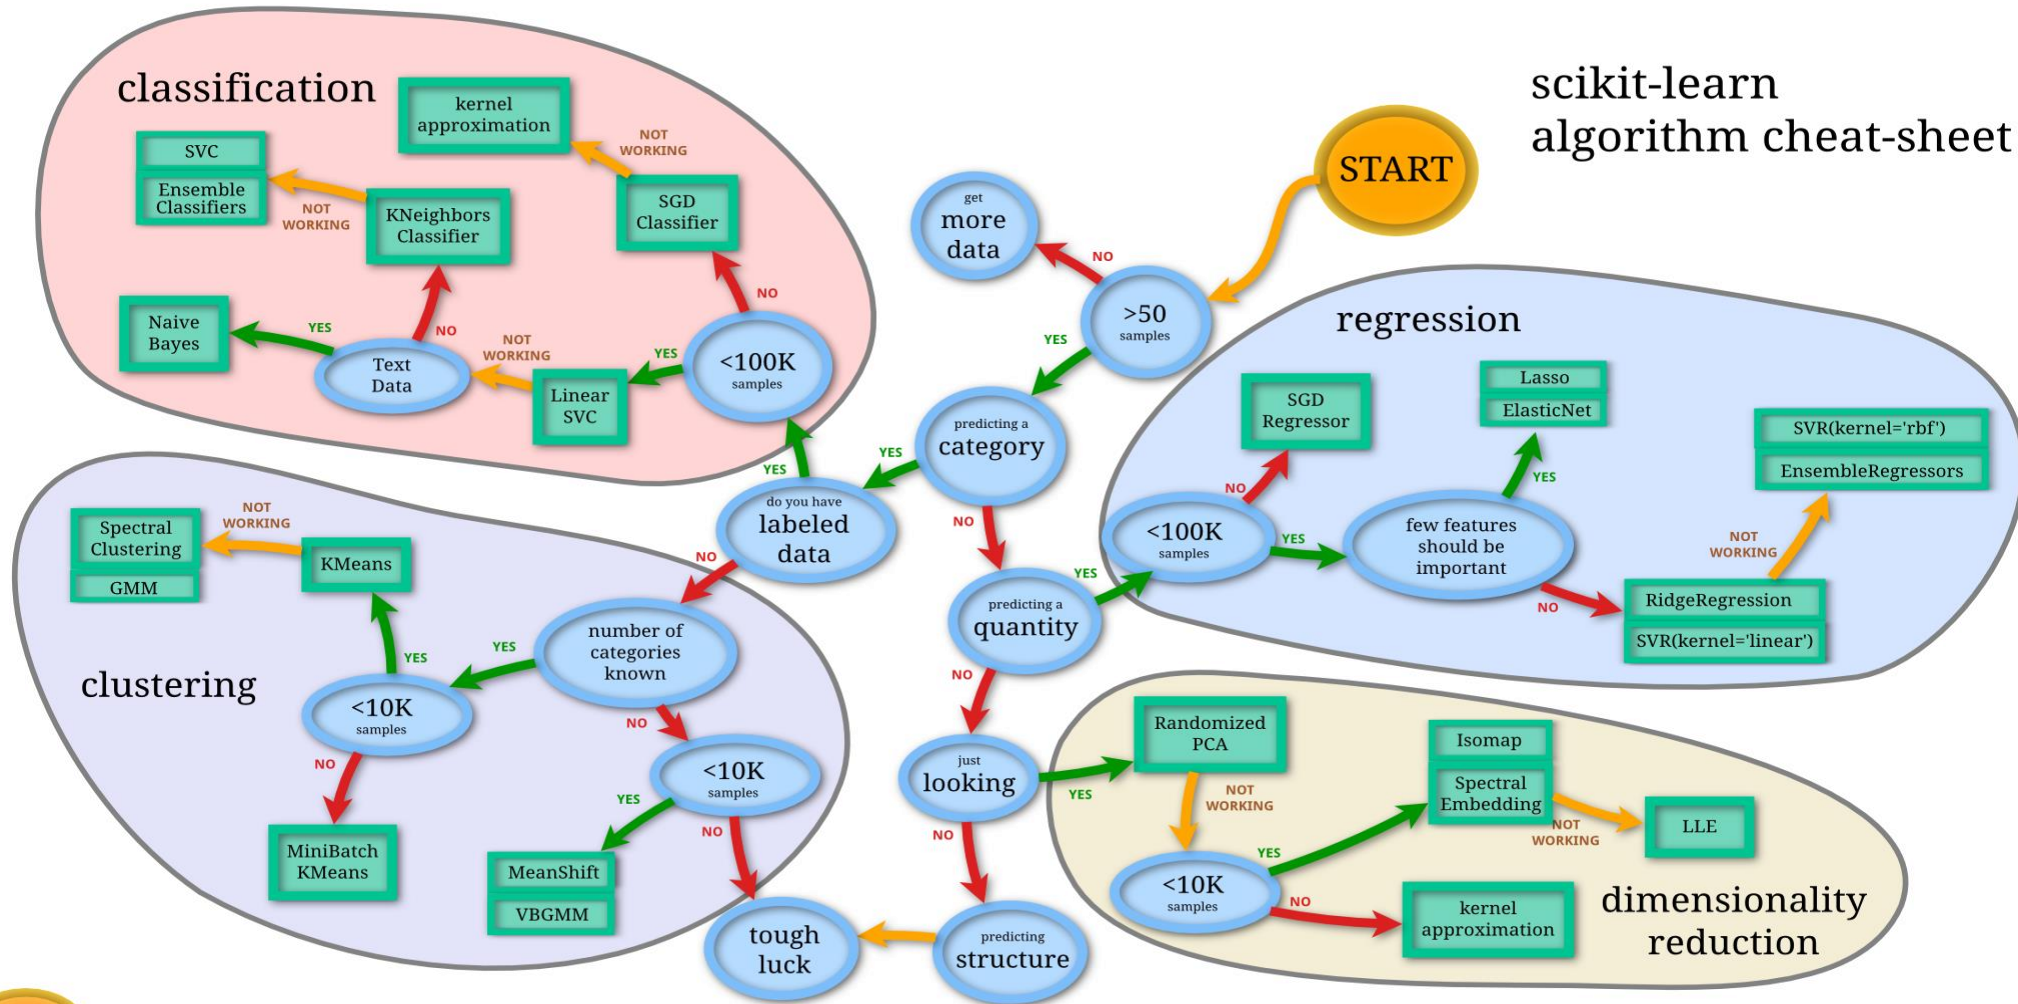 scikit-learn
algorithm cheat-sheet
START
get
more
data
NO
>50
samples
YES
predicting a
category
YES
NO
do you have
labeled
data
YES
NO
predicting a
quantity
YES
NO
just
looking
YES
NO
predicting
structure
tough
luck
classification
kernel
approximation
NOT
WORKING
SVC
Ensemble
Classifiers
NOT
WORKING
KNeighbors
Classifier
SGD
Classifier
NO
Naive
Bayes
YES
NO
Text
Data
NOT
WORKING
Linear
SVC
YES
<100K
samples
regression
SGD
Regressor
Lasso
ElasticNet
SVR(kernel='rbf')
EnsembleRegressors
NO
YES
<100K
samples
YES
few features
should be
important
NOT
WORKING
NO
RidgeRegression
SVR(kernel='linear')
clustering
Spectral
Clustering
GMM
NOT
WORKING
KMeans
number of
categories
known
YES
YES
NO
<10K
samples
NO
<10K
samples
YES
NO
MiniBatch
KMeans
MeanShift
VBGMM
Randomized
PCA
NOT
WORKING
Isomap
Spectral
Embedding
NOT
WORKING
LLE
YES
<10K
samples
NO
kernel
approximation
dimensionality
reduction